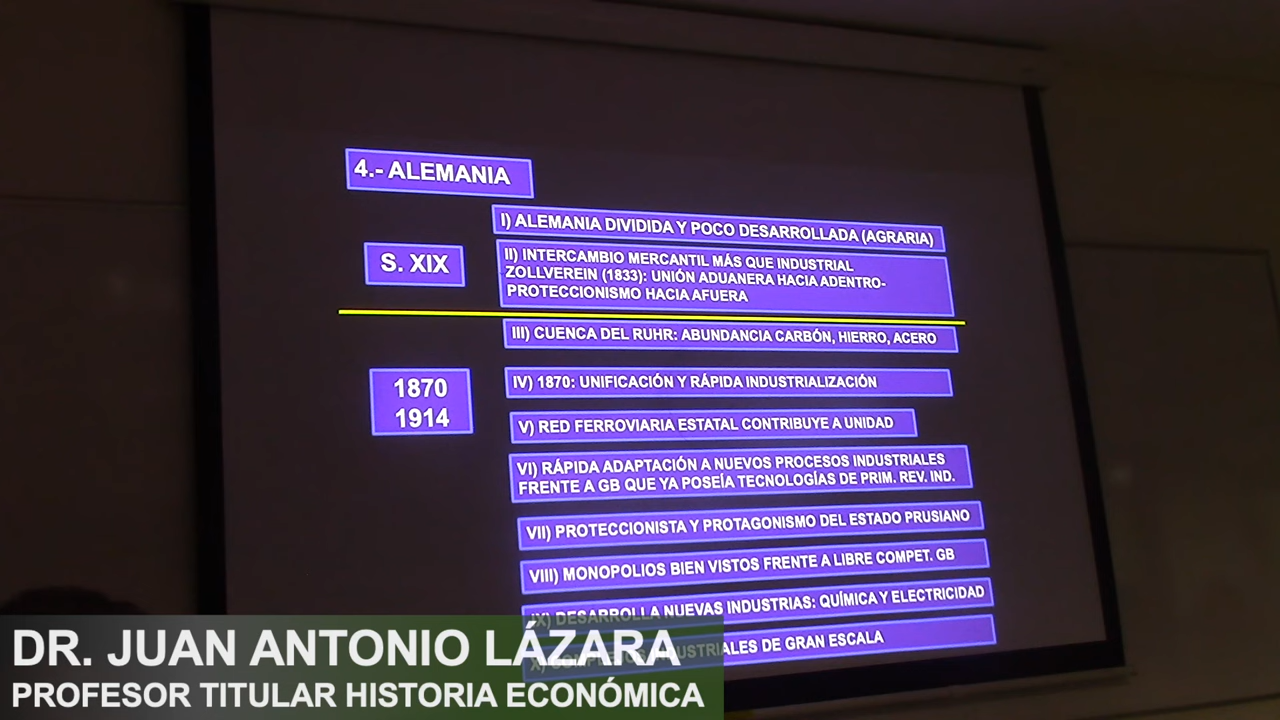 4.- ALEMANIA
I) ALEMANIA DIVIDIDA Y POCO DESARROLLADA (AGRARIA)
S. XIX
II) INTERCAMBIO MERCANTIL MÁS QUE INDUSTRIAL
ZOLLVEREIN (1833): UNIÓN ADUANERA HACIA ADENTRO-
PROTECCIONISMO HACIA AFUERA
III) CUENCA DEL RUHR: ABUNDANCIA CARBÓN, HIERRO, ACERO
1870
1914
IV) 1870: UNIFICACIÓN Y RÁPIDA INDUSTRIALIZACIÓN
V) RED FERROVIARIA ESTATAL CONTRIBUYE A UNIDAD
VI) RÁPIDA ADAPTACIÓN A NUEVOS PROCESOS INDUSTRIALES
FRENTE A GB QUE YA POSEÍA TECNOLOGÍAS DE PRIM. REV. IND.
VII) PROTECCIONISTA Y PROTAGONISMO DEL ESTADO PRUSIANO
VIII) MONOPOLIOS BIEN VISTOS FRENTE A LIBRE COMPET. GB
IX) DESARROLLA NUEVAS INDUSTRIAS: QUÍMICA Y ELECTRICIDAD
X) INDUSTRIALES DE GRAN ESCALA
DR. JUAN ANTONIO LÁZARA
PROFESOR TITULAR HISTORIA ECONÓMICA